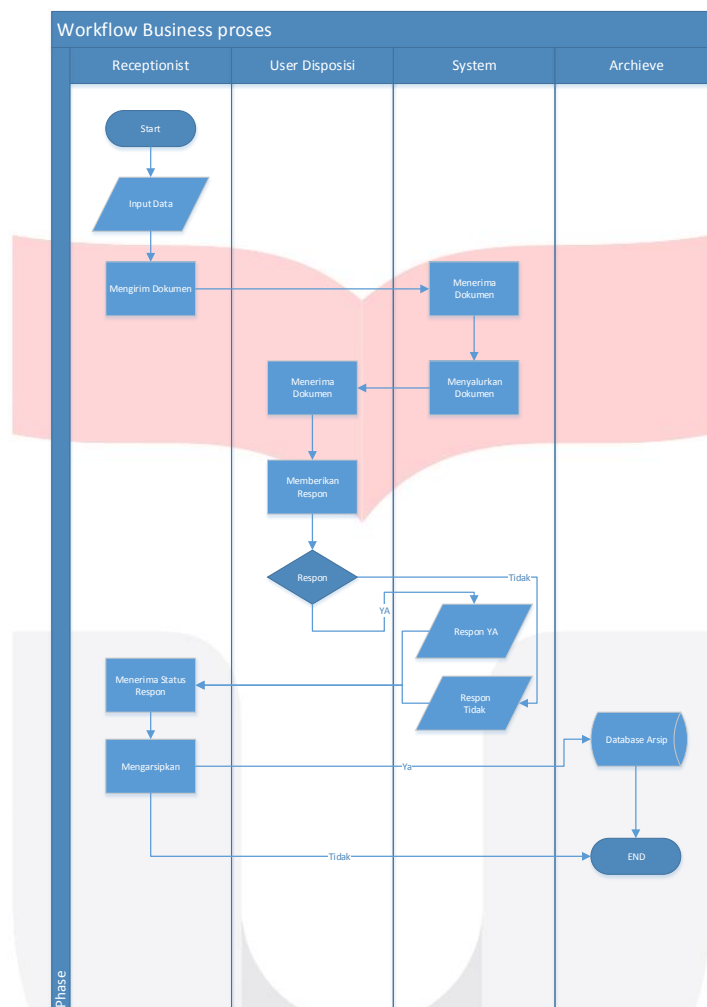 Workflow Business proses
Receptionist
User Disposisi
System
Archieve
Start
Input Data
Mengirim Dokumen
Menerima
Dokumen
Menerima
Dokumen
Menyalurkan
Dokumen
Memberikan
Respon
Respon
Tidak
YA
Respon YA
Menerima Status
Respon
Respon
Tidak
Database Arsip
Mengarsipkan
Ya
Tidak
END
Phase